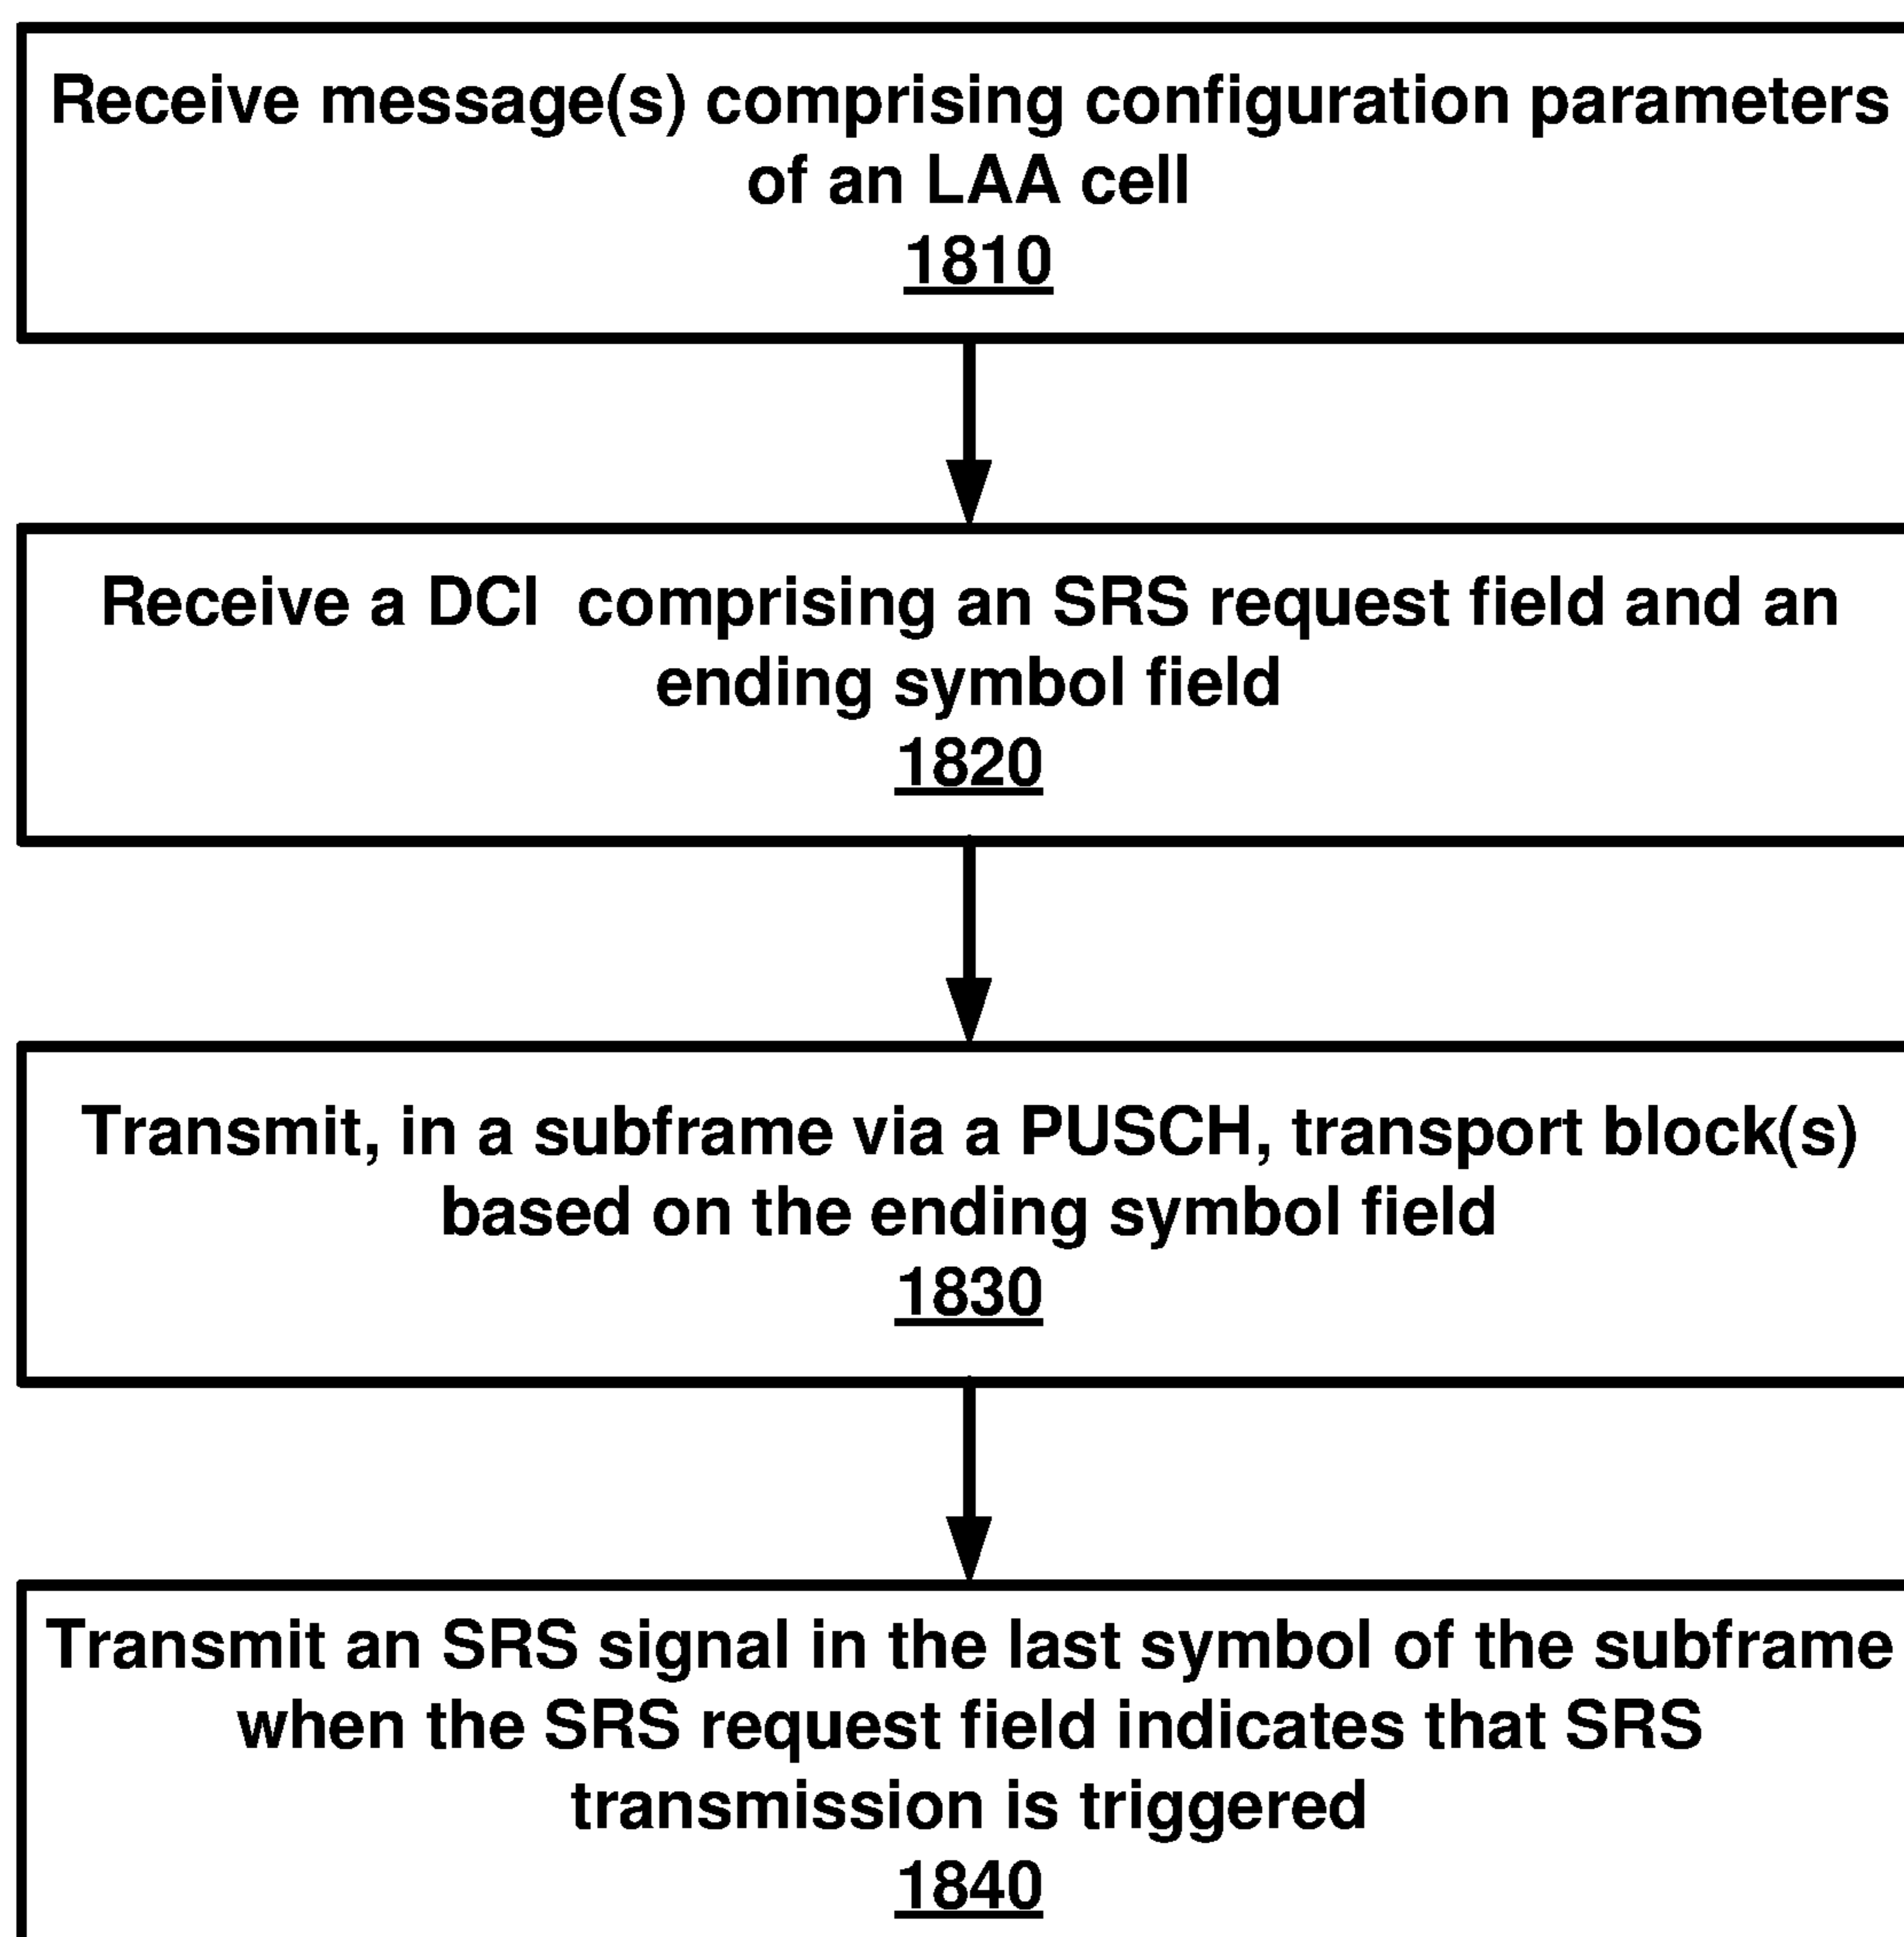 Receive message(s) comprising configuration parameters
of an LAA cell
1810
Receive a DCI comprising an SRS request field and an
ending symbol field
1820
Transmit, in a subframe via a PUSCH, transport block(s)
based on the ending symbol field
1830
Transmit an SRS signal in the last symbol of the subframe
when the SRS request field indicates that SRS
transmission is triggered
1840